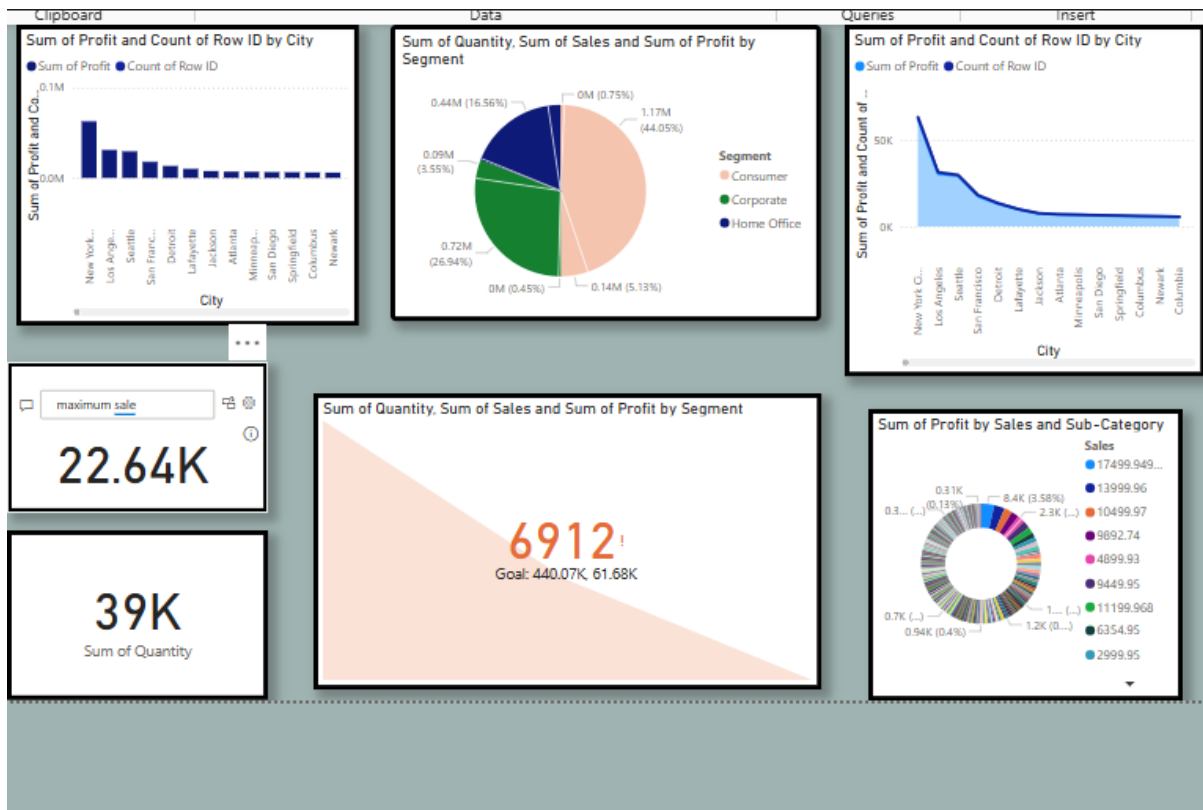 Clipboard
Data
Queries
Insert
Sum of Profit and Count of Row ID by City
Sum of Profit
Count of Row ID
Sum of Profit and Co...
0.1M
0.0M
New York...
Los Ange...
Seattle
San Franc...
Detroit
Lafayette
Jackson
Atlanta
Minneap...
San Diego
Springfield
Columbus
Newark
City
Sum of Quantity, Sum of Sales and Sum of Profit by
Segment
0M (0.75%)
0.44M (16.56%)
1.17M
(44.05%)
0.09M
(3.55%)
0.72M
(26.94%)
0M (0.45%)
0.14M (5.13%)
Segment
Consumer
Corporate
Home Office
Sum of Profit and Count of Row ID by City
Sum of Profit
Count of Row ID
Sum of Profit and Count of ...
50K
0K
New York Ci...
Los Angeles
Seattle
San Francisco
Detroit
Lafayette
Jackson
Atlanta
Minneapolis
San Diego
Springfield
Columbus
Newark
Columbia
City
maximum sale
22.64K
39K
Sum of Quantity
Sum of Quantity, Sum of Sales and Sum of Profit by Segment
6912!
Goal: 440.07K, 61.68K
Sum of Profit by Sales and Sub-Category
0.31K
(0.13%)
8.4K (3.58%)
0.3... (...)
2.3K (...)
0.7K (...)
1.... (...)
0.94K (0.4%)
1.2K (0....)
Sales
17499.949...
13999.96
10499.97
9892.74
4899.93
9449.95
11199.968
6354.95
2999.95